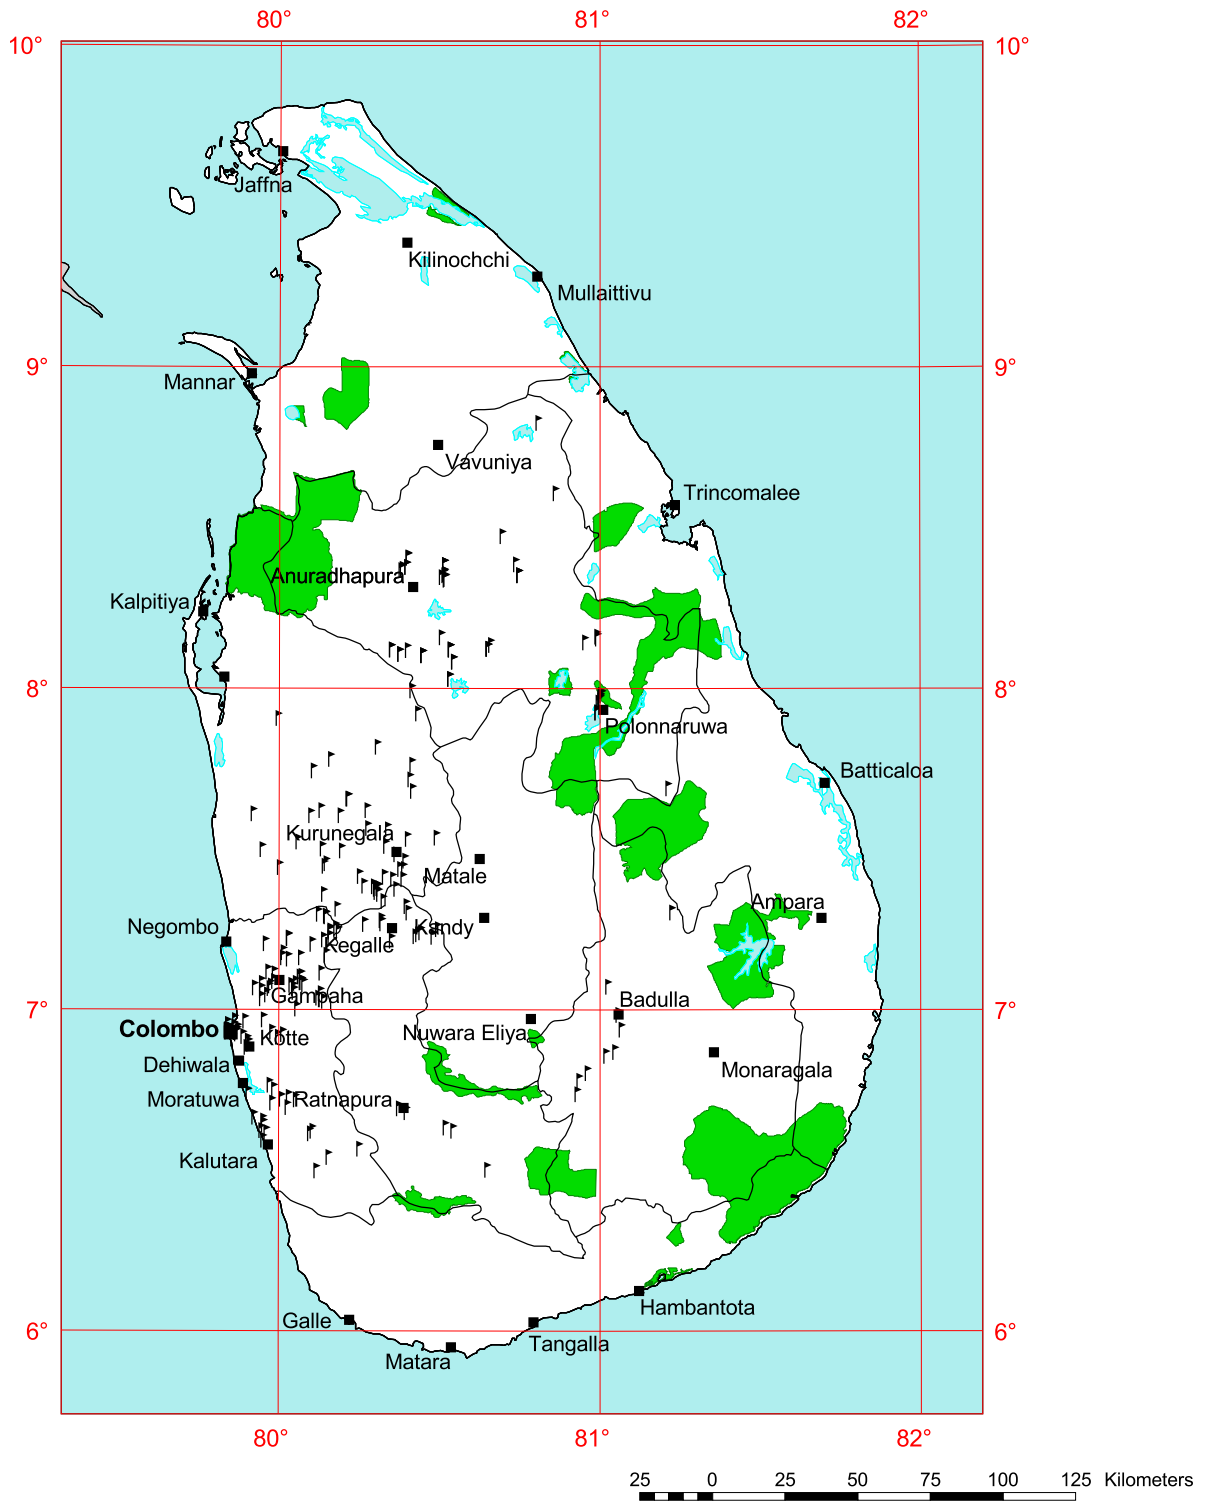 80°
81°
82°
10°
10°
Jaffna
Kilinochchi
Mullaittivu
9°
9°
Mannar
Vavuniya
Trincomalee
Anuradhapura
Kalpitiya
8°
8°
Polonnaruwa
Batticaloa
Kurunegala
Matale
Ampara
Negombo
Kandy
Kegalle
Gampaha
Badulla
7°
7°
Colombo
Kotte
Nuwara Eliya
Dehiwala
Monaragala
Moratuwa
Ratnapura
Kalutara
Hambantota
Galle
6°
6°
Tangalla
Matara
80°
81°
82°
25 0 25 50 75 100 125 Kilometers